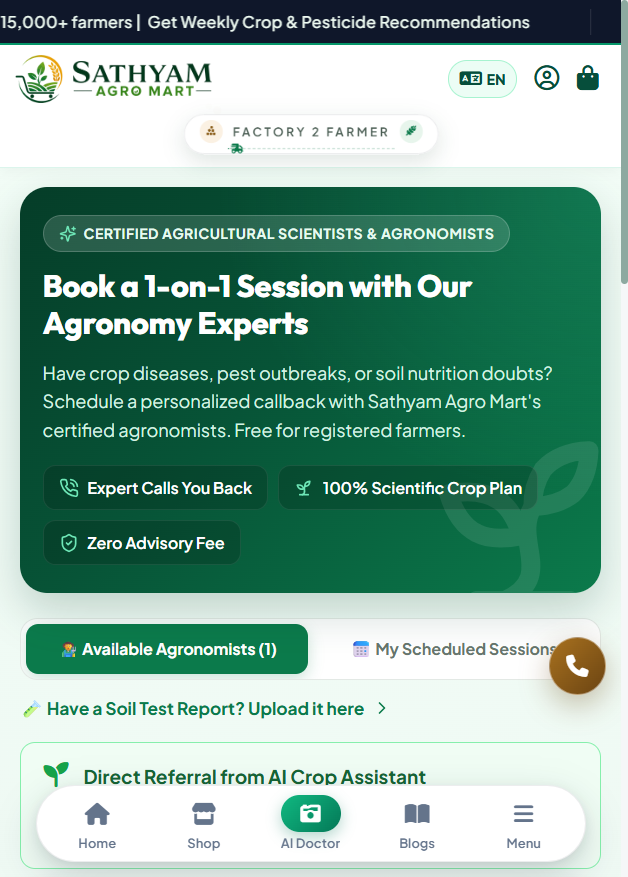 15,000+ farmers | Get Weekly Crop & Pesticide Recommendations
SATHYAM
AGRO MART
EN
FACTORY 2 FARMER
CERTIFIED AGRICULTURAL SCIENTISTS & AGRONOMISTS
Book a 1-on-1 Session with Our
Agronomy Experts
Have crop diseases, pest outbreaks, or soil nutrition doubts?
Schedule a personalized callback with Sathyam Agro Mart's
certified agronomists. Free for registered farmers.
Expert Calls You Back
100% Scientific Crop Plan
Zero Advisory Fee
Available Agronomists (1)
My Scheduled Sessions
Have a Soil Test Report? Upload it here
Direct Referral from AI Crop Assistant
Home
Shop
AI Doctor
Blogs
Menu